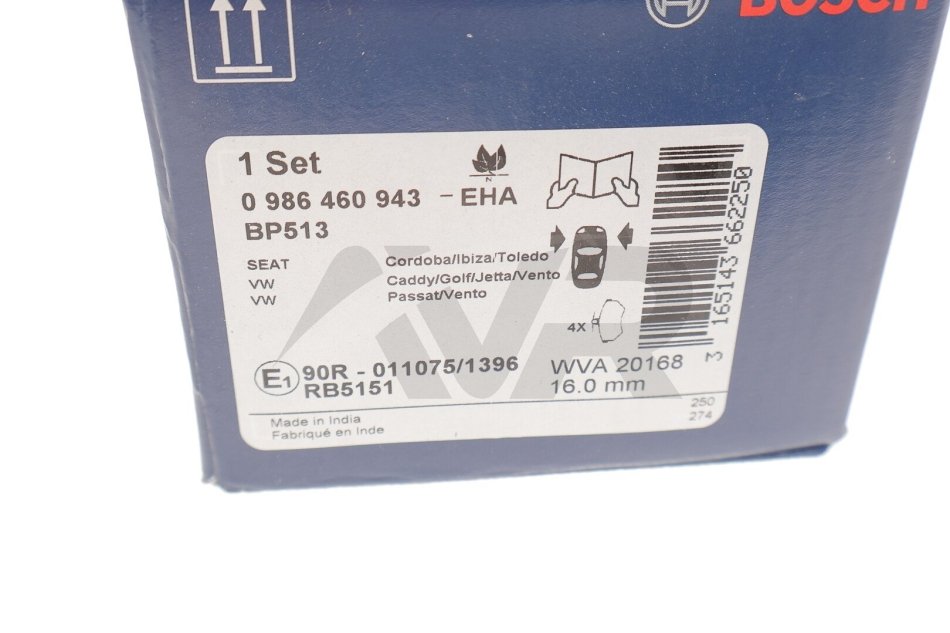 BOSCH
1 Set
N
0 986 460 943 - EHA
BP513
SEAT Cordoba/Ibiza/Toledo
VW Caddy/Golf/Jetta/Vento
VW Passat/Vento
4X
3 165143 662250
E1 90R - 011075/1396
RB5151
WVA 20168
16.0 mm
250
274
Made in India
Fabriqué en Inde
AVR